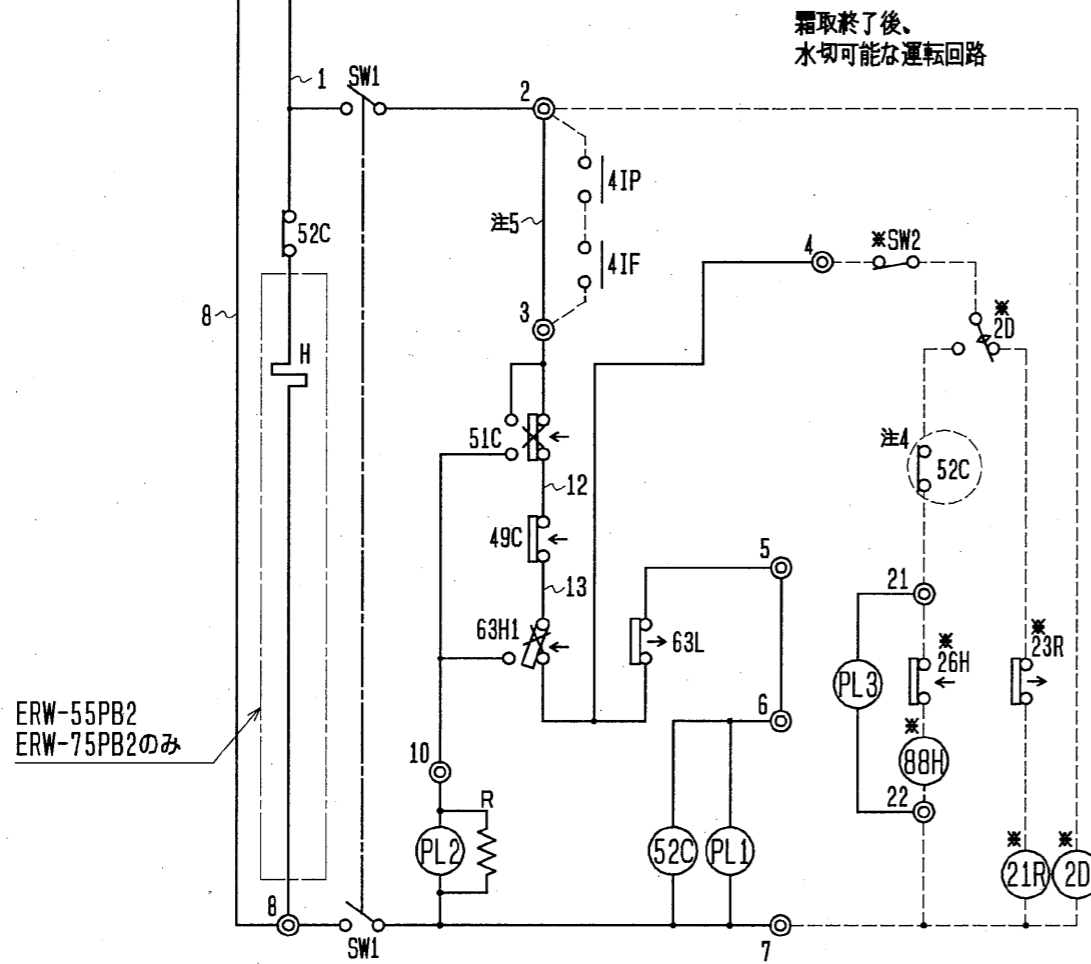 霜取終了後、
水切可能な運転回路
1
SW1
2
4IP
注5
4IF
52C
4
※SW2
8
3
※
2D
H
51C
注4
52C
12
49C
5
13
21
63H1
63L
※
26H
※
23R
PL3
ERW-55PB2
ERW-75PB2のみ
6
※
88H
10
22
R
PL2
52C
PL1
※
21R
※
2D
8
SW1
7